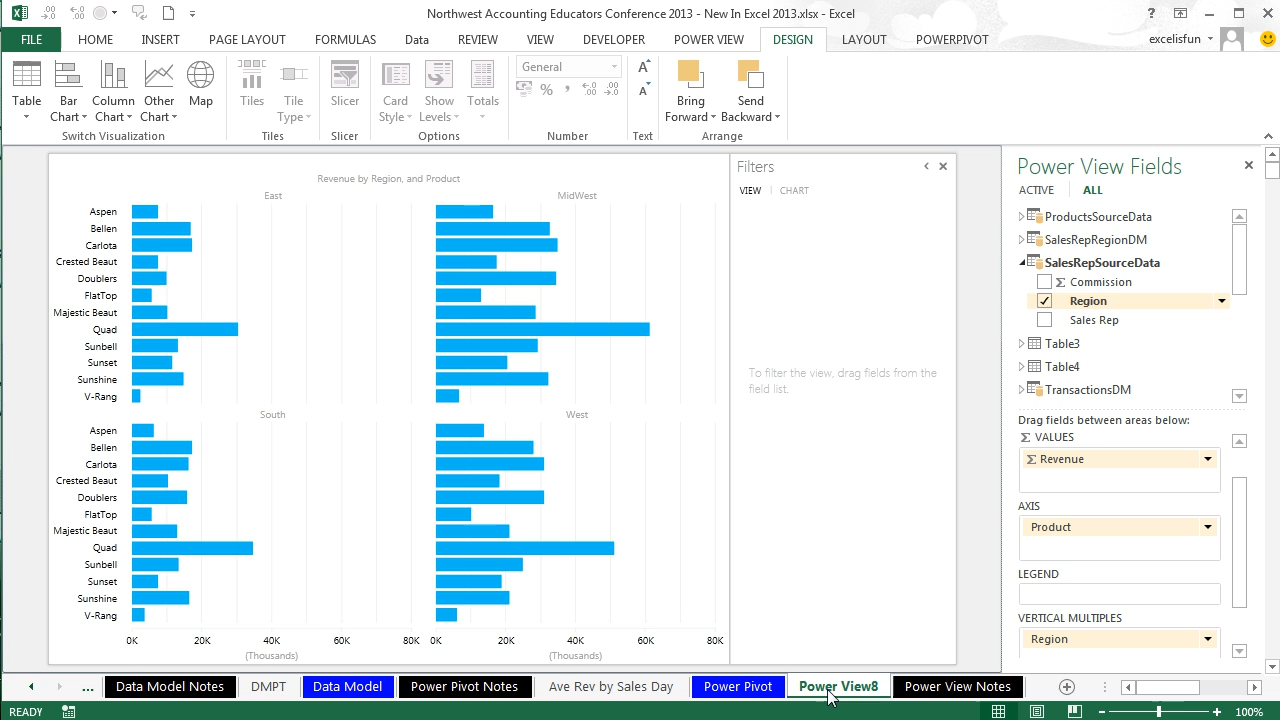 Northwest Accounting Educators Conference 2013 - New In Excel 2013.xlsx - Excel
FILE HOME INSERT PAGE LAYOUT FORMULAS Data REVIEW VIEW DEVELOPER POWER VIEW DESIGN LAYOUT POWERPIVOT excelisfun
Table Bar Chart Column Chart Other Chart Map Tiles Tile Type Slicer Card Style Show Levels Totals General Bring Forward Send Backward
Switch Visualization Tiles Slicer Options Number Text Arrange
Revenue by Region, and Product
East MidWest
Aspen
Bellen
Carlota
Crested Beaut
Doublers
FlatTop
Majestic Beaut
Quad
Sunbell
Sunset
Sunshine
V-Rang
South West
Aspen
Bellen
Carlota
Crested Beaut
Doublers
FlatTop
Majestic Beaut
Quad
Sunbell
Sunset
Sunshine
V-Rang
0K 20K 40K 60K 80K 0K 20K 40K 60K 80K
(Thousands) (Thousands)
Filters
VIEW CHART
To filter the view, drag fields from the
field list.
Power View Fields
ACTIVE ALL
ProductsSourceData
SalesRepRegionDM
SalesRepSourceData
Σ Commission
Region
Sales Rep
Table3
Table4
TransactionsDM
Drag fields between areas below:
Σ VALUES
Σ Revenue
AXIS
Product
LEGEND
VERTICAL MULTIPLES
Region
... Data Model Notes DMPT Data Model Power Pivot Notes Ave Rev by Sales Day Power Pivot Power View8 Power View Notes
READY 100%